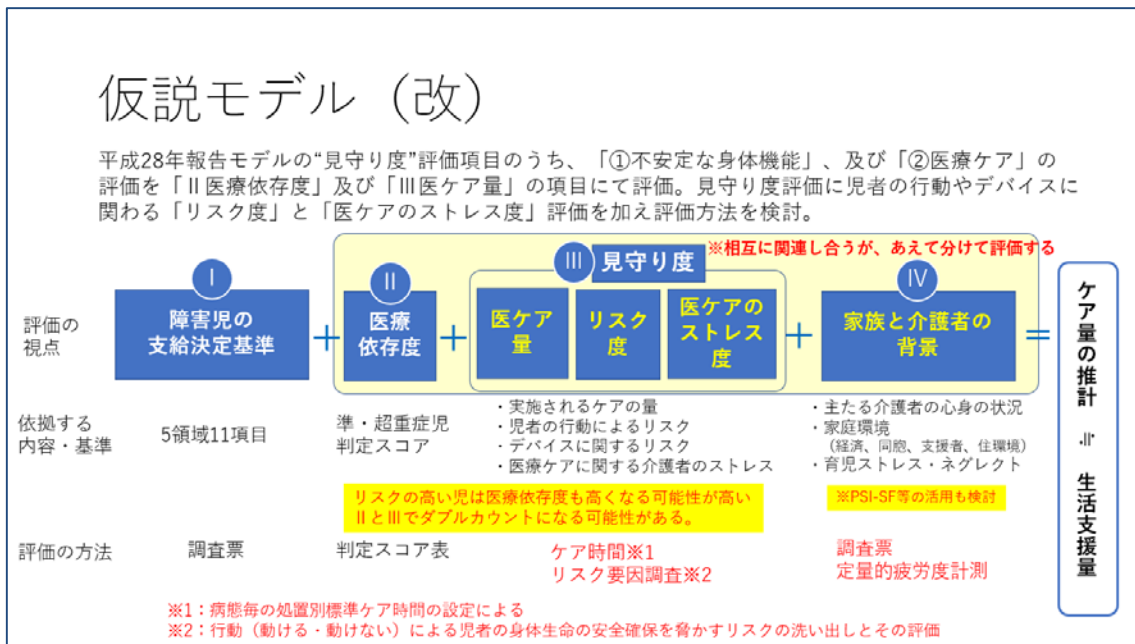 仮説モデル（改）
平成28年報告モデルの“見守り度”評価項目のうち、「①不安定な身体機能」、及び「②医療ケア」の
評価を「Ⅱ医療依存度」及び「Ⅲ医ケア量」の項目にて評価。見守り度評価に児者の行動やデバイスに
関わる「リスク度」と「医ケアのストレス度」評価を加え評価方法を検討。
※相互に関連し合うが、あえて分けて評価する
評価の
視点
Ⅰ
障害児の
支給決定基準
+
Ⅱ
医療
依存度
+
Ⅲ 見守り度
医ケア
量
リスク
度
医ケアの
ストレス
度
+
Ⅳ
家族と介護者の
背景
=
ケア量の推計 ≒ 生活支援量
依拠する
内容・基準
5領域11項目
準・超重症児
判定スコア
・実施されるケアの量
・児者の行動によるリスク
・デバイスに関するリスク
・医療ケアに関する介護者のストレス
・主たる介護者の心身の状況
・家庭環境
（経済、同胞、支援者、住環境）
・育児ストレス・ネグレクト
リスクの高い児は医療依存度も高くなる可能性が高い
ⅡとⅢでダブルカウントになる可能性がある。
※PSI-SF等の活用も検討
評価の方法
調査票
判定スコア表
ケア時間※1
リスク要因調査※2
調査票
定量的疲労度計測
※1：病態毎の処置別標準ケア時間の設定による
※2：行動（動ける・動けない）による児者の身体生命の安全確保を脅かすリスクの洗い出しとその評価